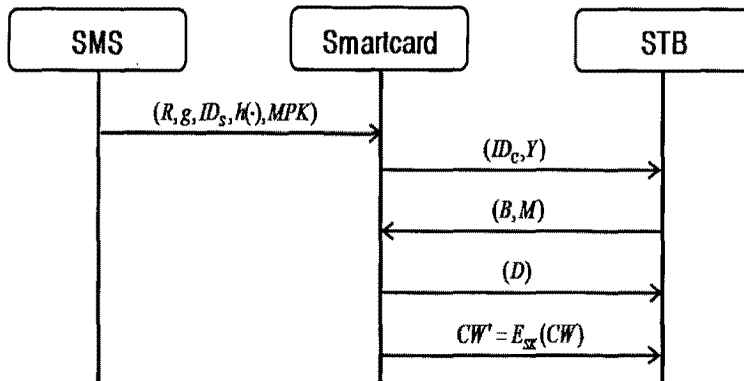 SMS Smartcard STB
(R, g, ID_S, h(·), MPK)
(ID_C, Y)
(B, M)
(D)
CW' = E_SK(CW)